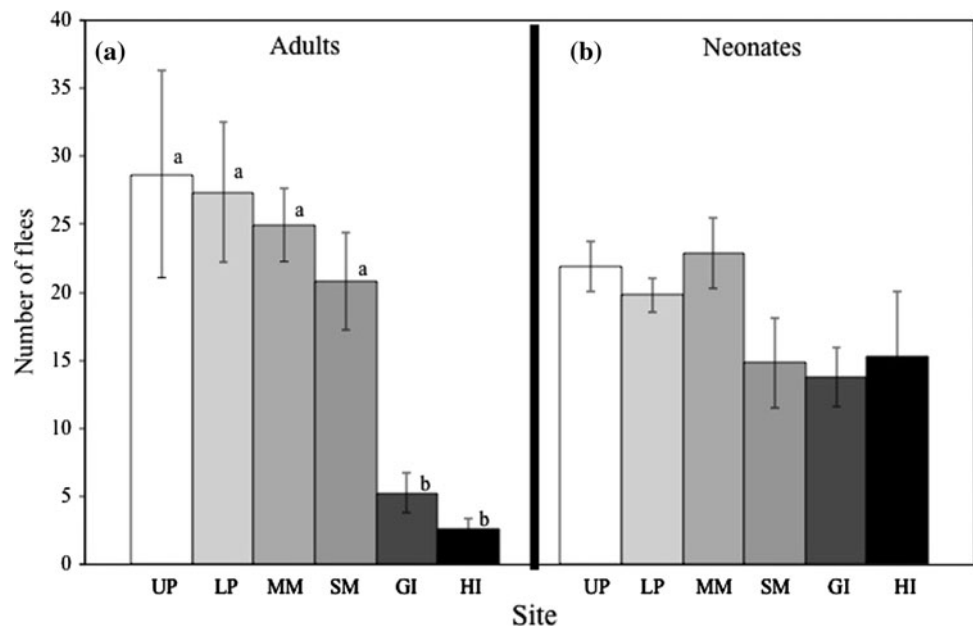 40
35
30
25
20
15
10
5
0
Number of flees
(a)
Adults
a
a
a
a
b
b
UP LP MM SM GI HI
(b)
Neonates
UP LP MM SM GI HI
Site